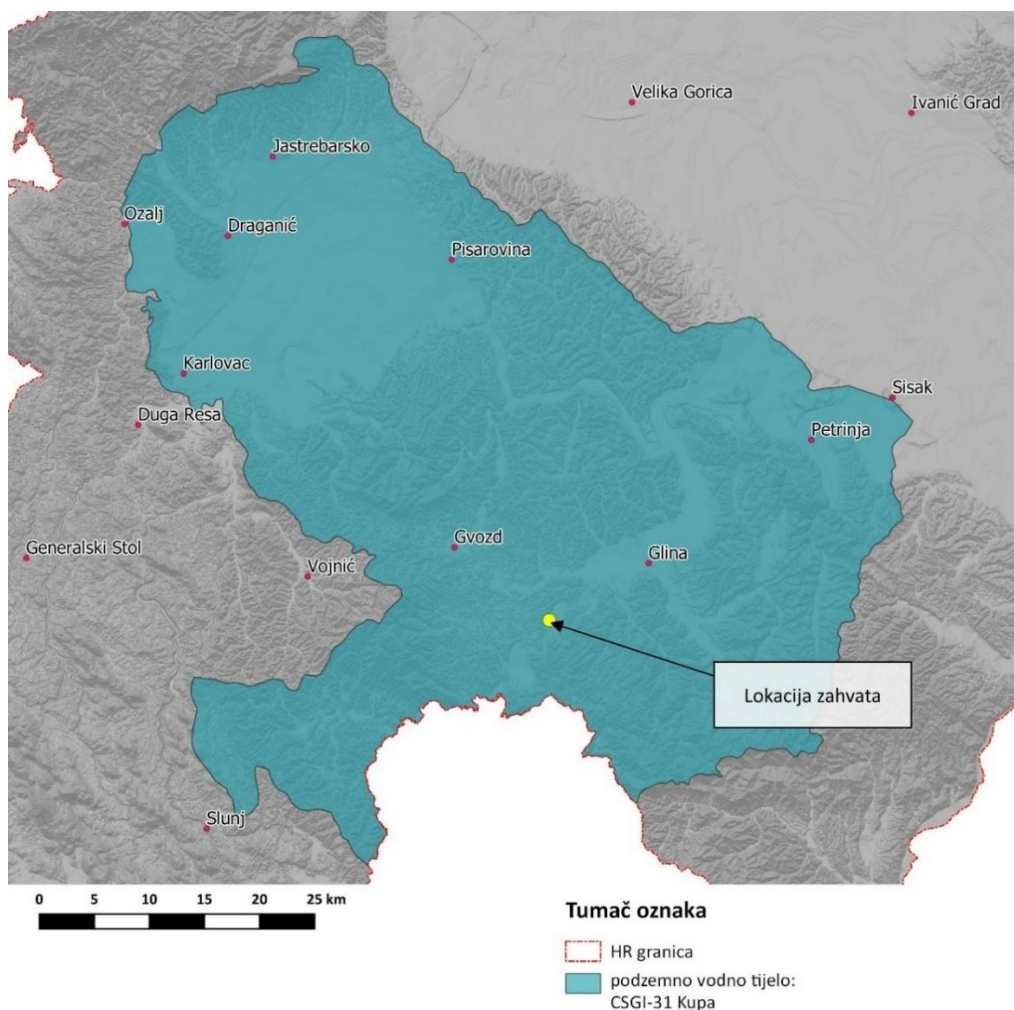 Velika Gorica
Ivanić Grad
Jastrebarsko
Ozalj
Draganić
Pisarovina
Karlovac
Sisak
Duga Resa
Petrinja
Gvozd
Generalski Stol
Glina
Vojnić
Lokacija zahvata
Slunj
0 5 10 15 20 25 km
Tumač oznaka
HR granica
podzemno vodno tijelo:
CSGI-31 Kupa